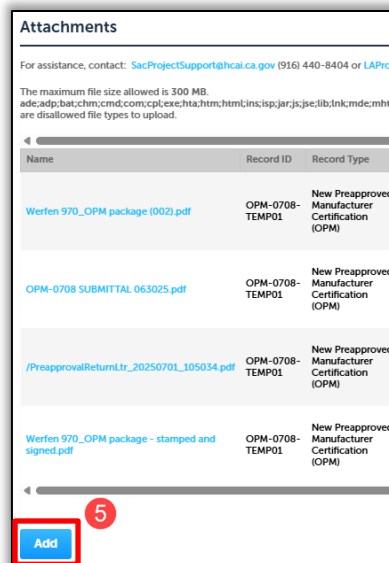 Attachments
For assistance, contact: SacProjectSupport@hcai.ca.gov (916) 440-8404 or LAPro
The maximum file size allowed is 300 MB.
ade;adp;bat;chm;cmd;com;cpl;exe;hta;htm;html;ins;isp;jar;js;jse;lib;lnk;mde;mht
are disallowed file types to upload.
Name Record ID Record Type
Werfen 970_OPM package (002).pdf OPM-0708-TEMP01 New Preapproved Manufacturer Certification (OPM)
OPM-0708 SUBMITTAL 063025.pdf OPM-0708-TEMP01 New Preapproved Manufacturer Certification (OPM)
/PreapprovalReturnLtr_20250701_105034.pdf OPM-0708-TEMP01 New Preapproved Manufacturer Certification (OPM)
Werfen 970_OPM package - stamped and signed.pdf OPM-0708-TEMP01 New Preapproved Manufacturer Certification (OPM)
5
Add